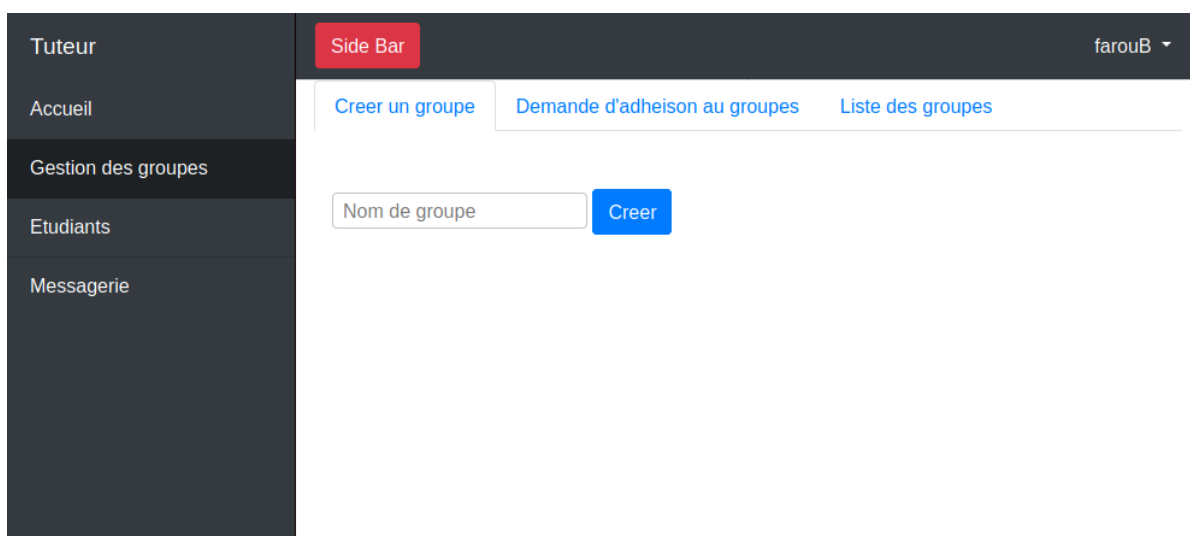 Tuteur
Side Bar
farouB
Accueil
Gestion des groupes
Etudiants
Messagerie
Creer un groupe
Demande d'adheison au groupes
Liste des groupes
Nom de groupe
Creer